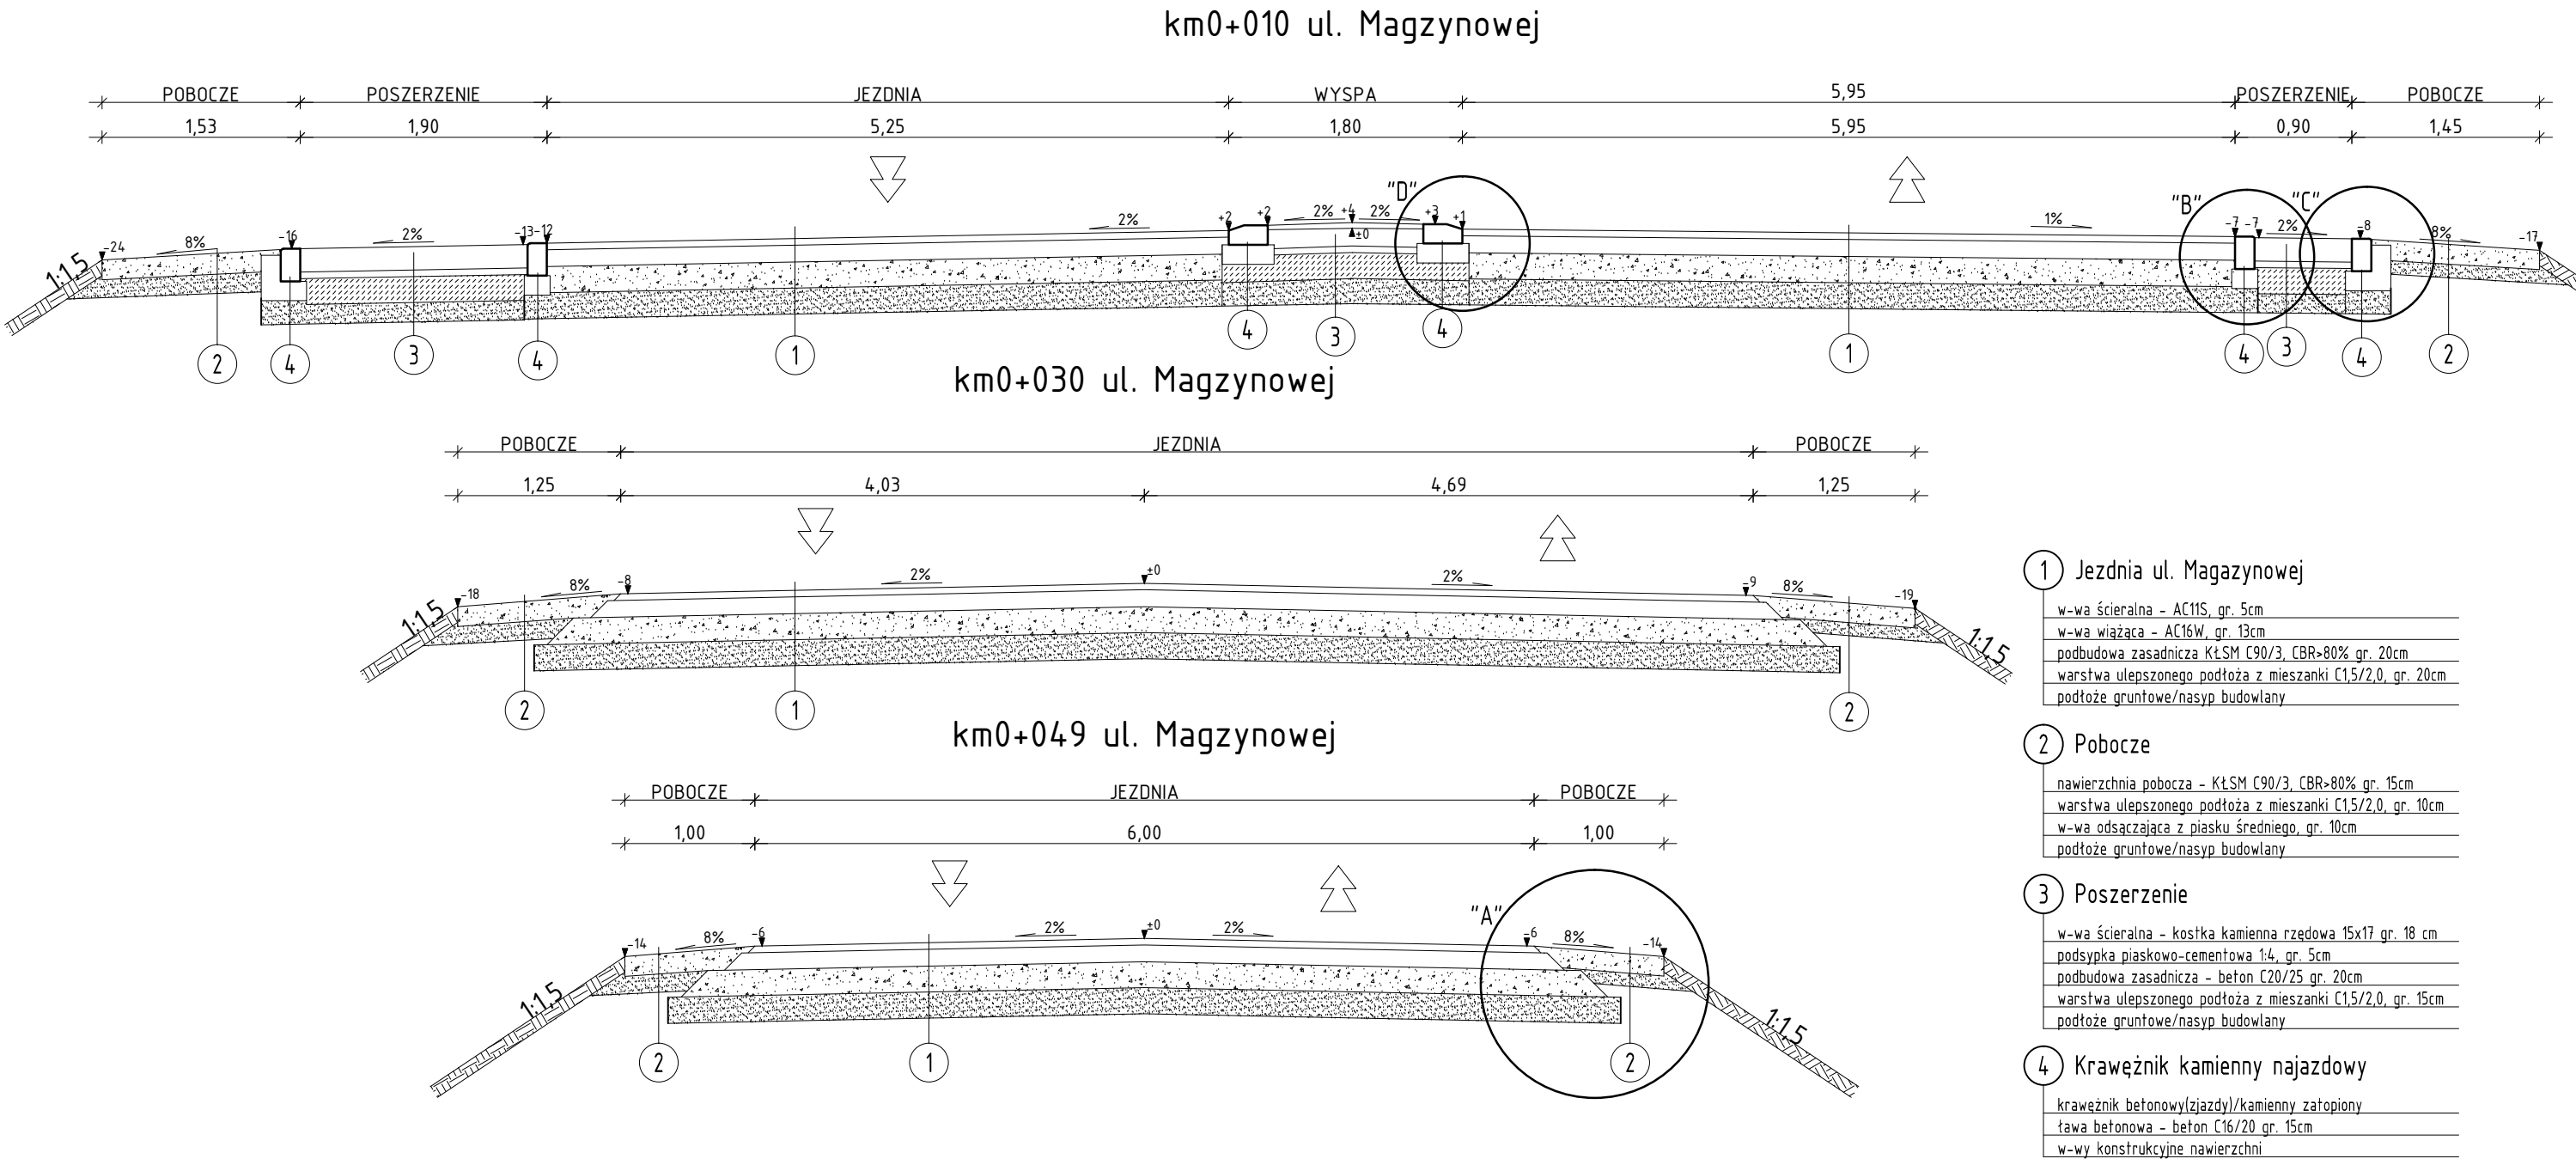 km0+010 ul. Magzynowej
POBOCZE POSZERZENIE JEZDNIA WYSPA 5,95 POSZERZENIE POBOCZE
1,53 1,90 5,25 1,80 5,95 0,90 1,45
"D" "B" "C"
1:1,5 -24 8% -16 2% -13 -12 2% +2 +2 2% +4 ±0 2% +3 +1 1% -7 -7 2% -8 8% -17
2 4 3 4 1 4 3 4 1 4 3 4 2
km0+030 ul. Magzynowej
POBOCZE JEZDNIA POBOCZE
1,25 4,03 4,69 1,25
1:1,5 -18 8% -8 2% ±0 2% -9 8% -19 1:1,5
2 1 2
km0+049 ul. Magzynowej
POBOCZE JEZDNIA POBOCZE
1,00 6,00 1,00
"A"
1:1,5 -14 8% -6 2% ±0 2% -6 8% -14 1:1,5
2 1 2
1 Jezdnia ul. Magazynowej
w-wa ścieralna - AC11S, gr. 5cm
w-wa wiążąca - AC16W, gr. 13cm
podbudowa zasadnicza KŁSM C90/3, CBR>80% gr. 20cm
warstwa ulepszonego podłoża z mieszanki C1,5/2,0, gr. 20cm
podłoże gruntowe/nasyp budowlany
2 Pobocze
nawierzchnia pobocza - KŁSM C90/3, CBR>80% gr. 15cm
warstwa ulepszonego podłoża z mieszanki C1,5/2,0, gr. 10cm
w-wa odsączająca z piasku średniego, gr. 10cm
podłoże gruntowe/nasyp budowlany
3 Poszerzenie
w-wa ścieralna - kostka kamienna rzędowa 15x17 gr. 18 cm
podsypka piaskowo-cementowa 1:4, gr. 5cm
podbudowa zasadnicza - beton C20/25 gr. 20cm
warstwa ulepszonego podłoża z mieszanki C1,5/2,0, gr. 15cm
podłoże gruntowe/nasyp budowlany
4 Krawężnik kamienny najazdowy
krawężnik betonowy(zjazdy)/kamienny zatopiony
ława betonowa - beton C16/20 gr. 15cm
w-wy konstrukcyjne nawierzchni